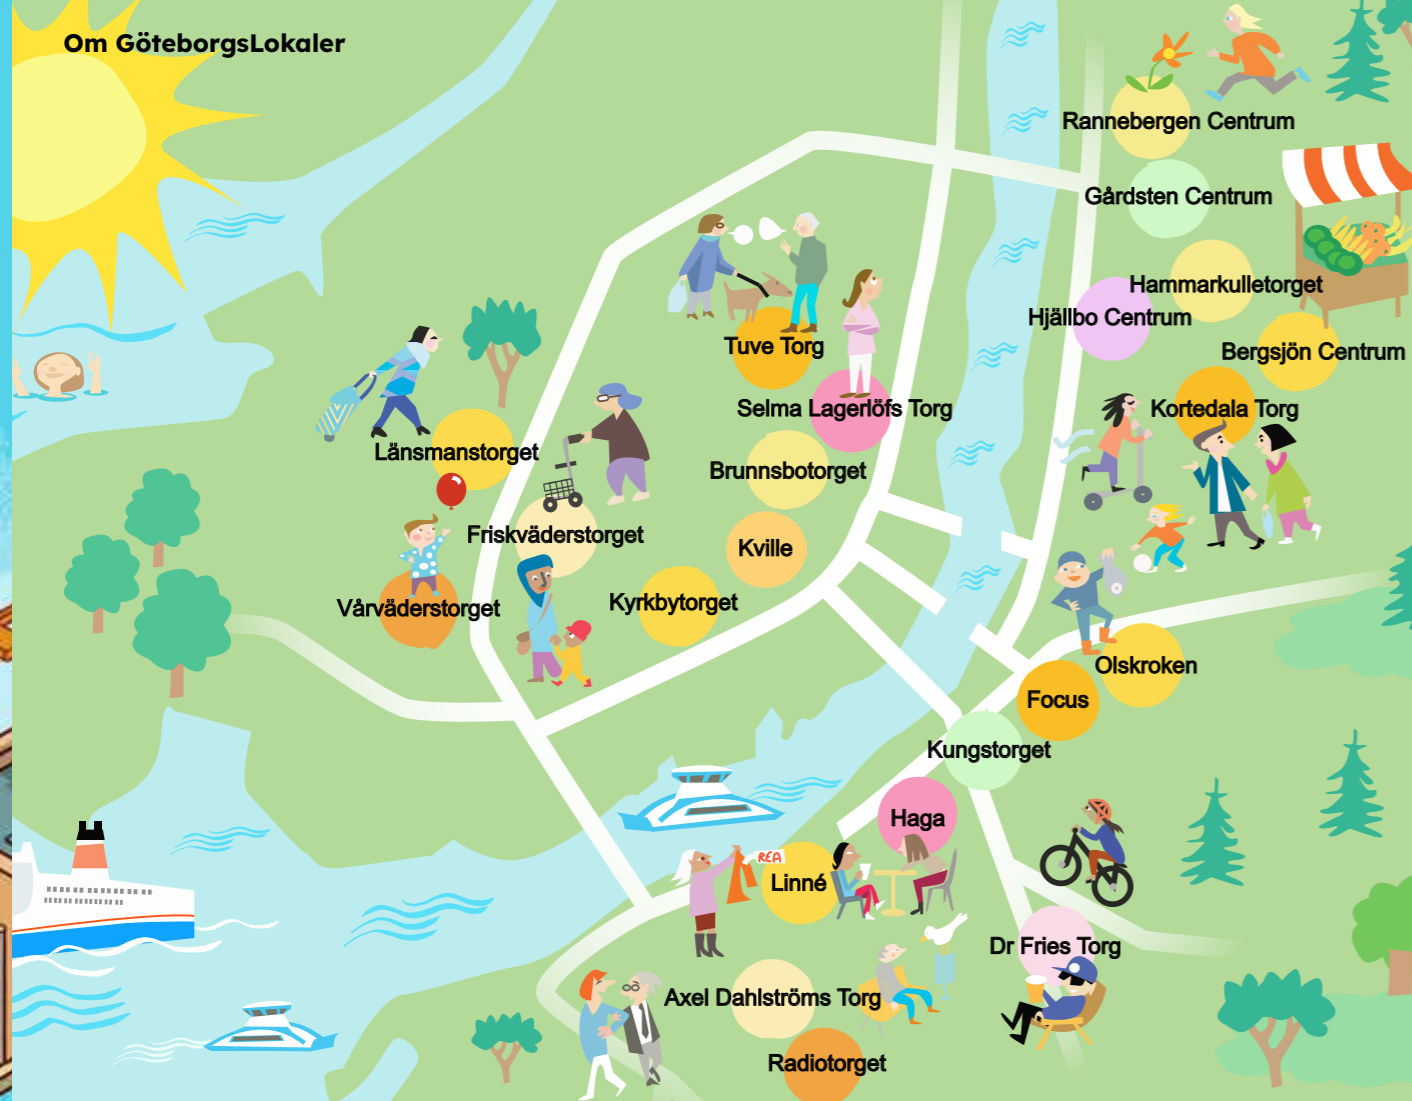 Om GöteborgsLokaler
Rannebergen Centrum
Gårdsten Centrum
Hammarkulletorget
Hjällbo Centrum
Tuve Torg
Bergsjön Centrum
Selma Lagerlöfs Torg
Kortedala Torg
Länsmanstorget
Brunnsbotorget
Friskväderstorget
Kville
Vårväderstorget
Kyrkbytorget
Olskroken
Focus
Kungstorget
Haga
REA
Linné
Dr Fries Torg
Axel Dahlströms Torg
Radiotorget